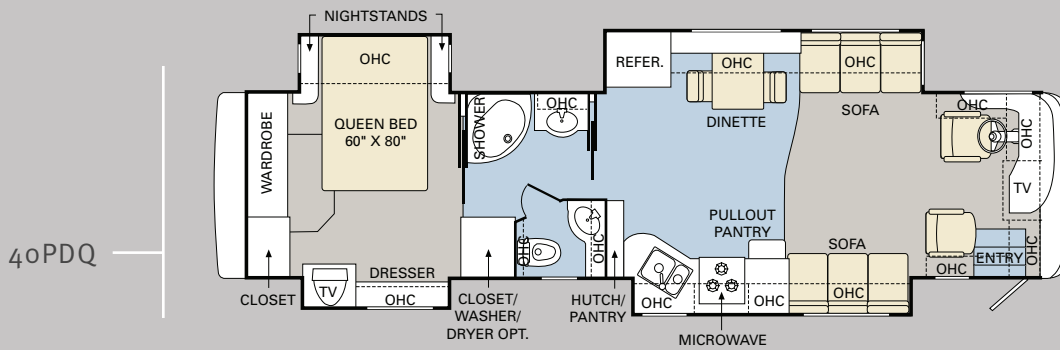 NIGHTSTANDS
OHC
QUEEN BED
60" X 80"
WARDROBE
CLOSET
TV
DRESSER
OHC
SHOWER
OHC
CLOSET/
WASHER/
DRYER OPT.
OHC
OHC
HUTCH/
PANTRY
REFER.
OHC
DINETTE
OHC
SOFA
PULLOUT
PANTRY
OHC
OHC
MICROWAVE
SOFA
OHC
OHC
OHC
TV
ENTRY
OHC
OHC
40PDQ